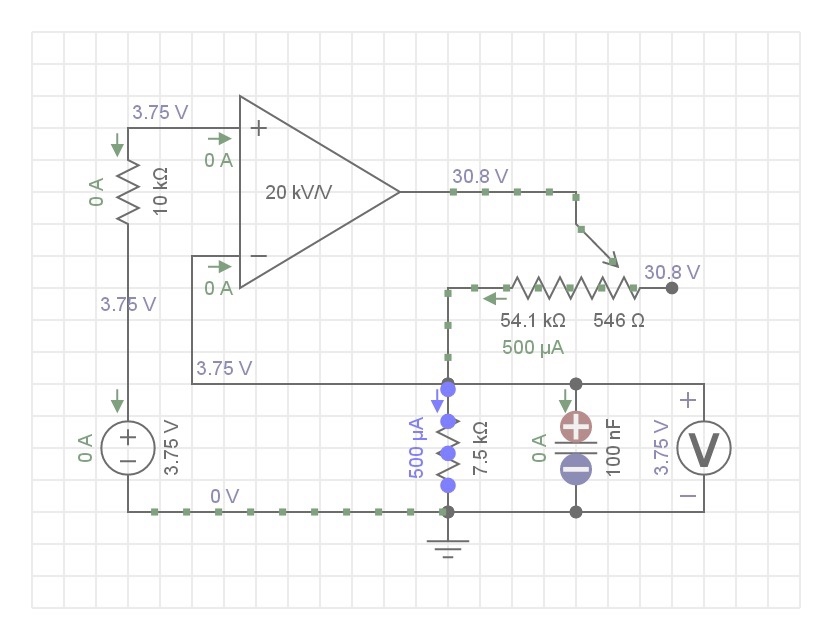 3.75 V
+
0 A
0 A
10 kΩ
20 kV/V
30.8 V
−
0 A
30.8 V
3.75 V
54.1 kΩ
546 Ω
500 µA
3.75 V
0 A
+
−
3.75 V
500 µA
7.5 kΩ
0 A
+
−
100 nF
3.75 V
+
V
−
0 V